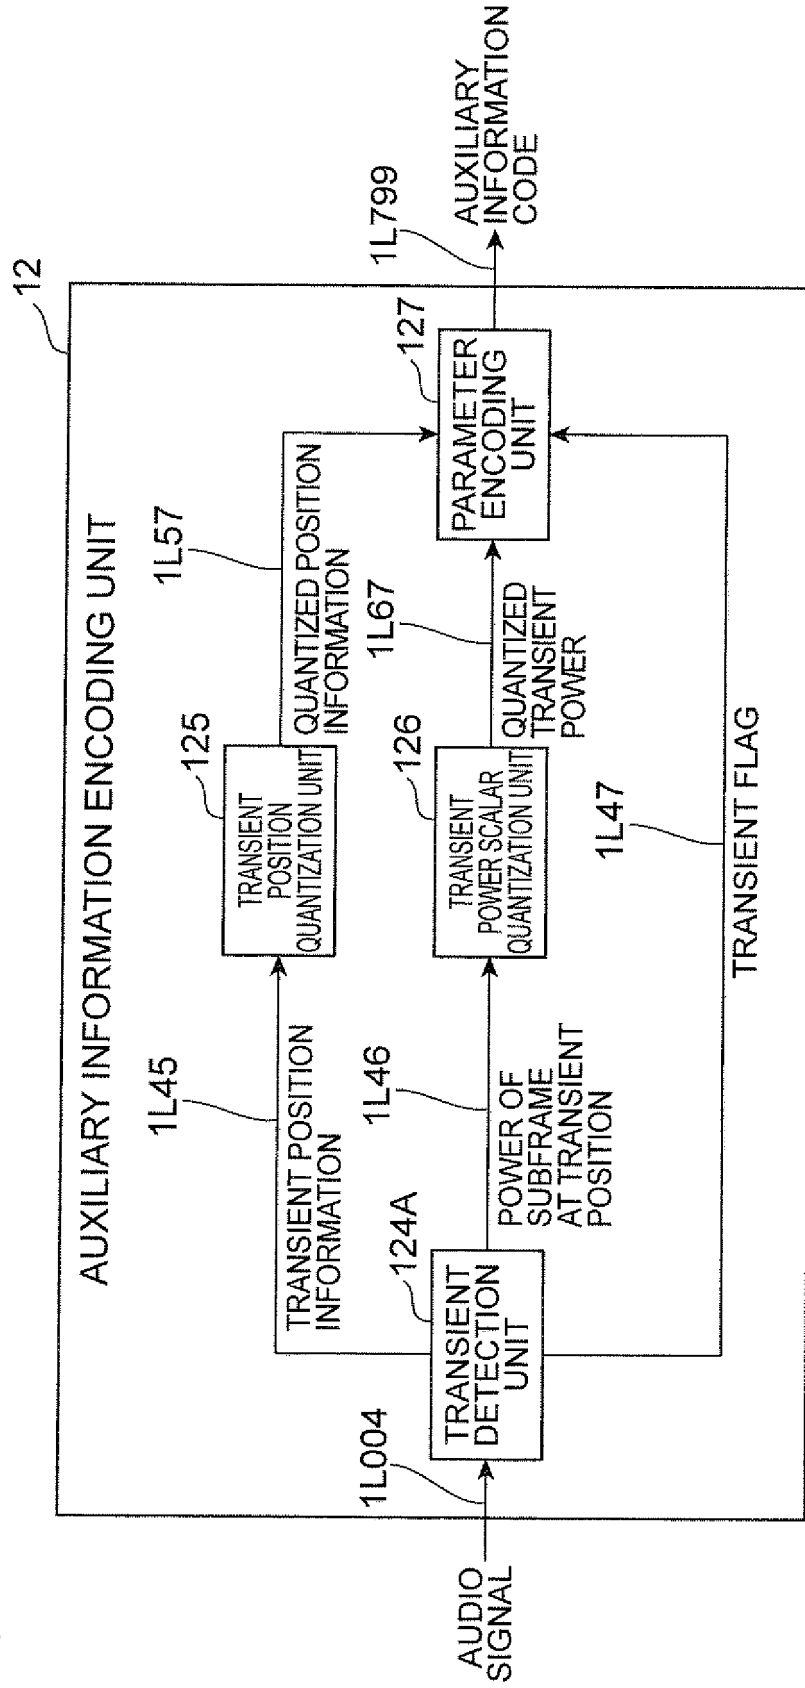 12
AUXILIARY INFORMATION ENCODING UNIT
1L004
AUDIO
SIGNAL
124A
TRANSIENT
DETECTION
UNIT
1L45
TRANSIENT POSITION
INFORMATION
125
TRANSIENT
POSITION
QUANTIZATION UNIT
1L57
QUANTIZED POSITION
INFORMATION
1L46
POWER OF
SUBFRAME
AT TRANSIENT
POSITION
126
TRANSIENT
POWER SCALAR
QUANTIZATION UNIT
1L67
QUANTIZED
TRANSIENT
POWER
127
PARAMETER
ENCODING
UNIT
1L799
AUXILIARY
INFORMATION
CODE
1L47
TRANSIENT FLAG